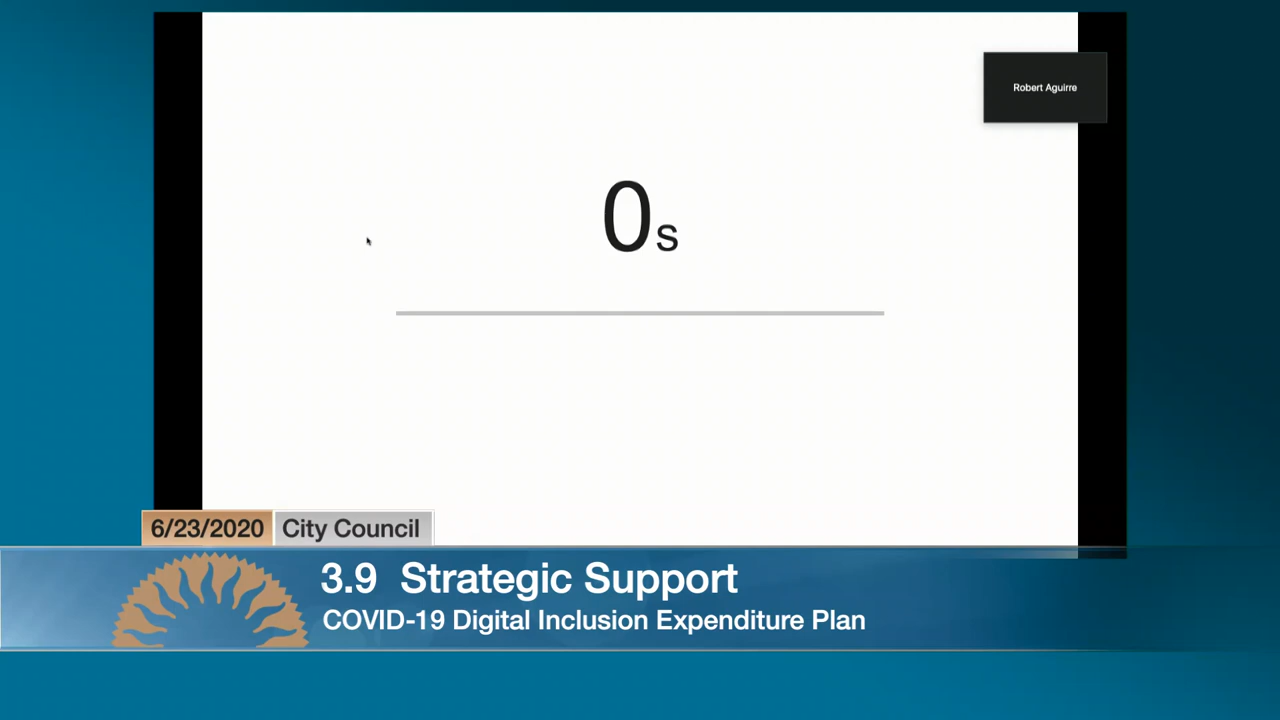 Robert Aguirre
0s
6/23/2020 City Council
3.9 Strategic Support
COVID-19 Digital Inclusion Expenditure Plan